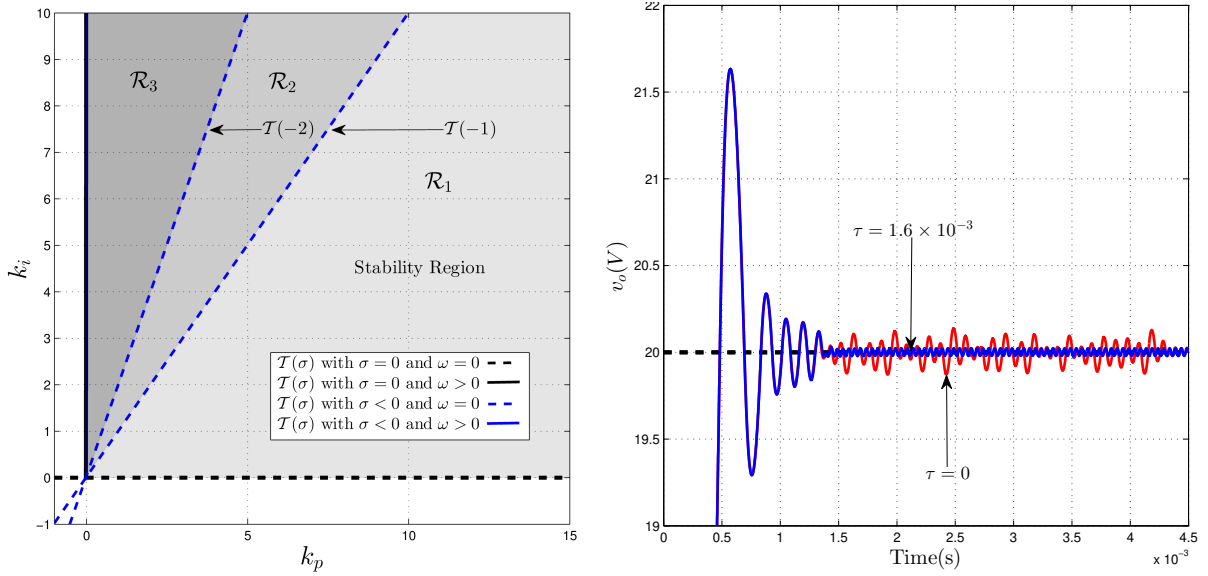 10
9
8
7
6
5
4
3
2
1
0
−1
k_i
0
5
10
15
k_p
ℛ₃
ℛ₂
𝒯(−2)
𝒯(−1)
ℛ₁
Stability Region
𝒯(σ) with σ = 0 and ω = 0
𝒯(σ) with σ = 0 and ω > 0
𝒯(σ) with σ < 0 and ω = 0
𝒯(σ) with σ < 0 and ω > 0
22
21.5
21
20.5
20
19.5
19
v_o(V)
τ = 1.6 × 10⁻³
τ = 0
0
0.5
1
1.5
2
2.5
3
3.5
4
4.5
Time(s)
x 10⁻³